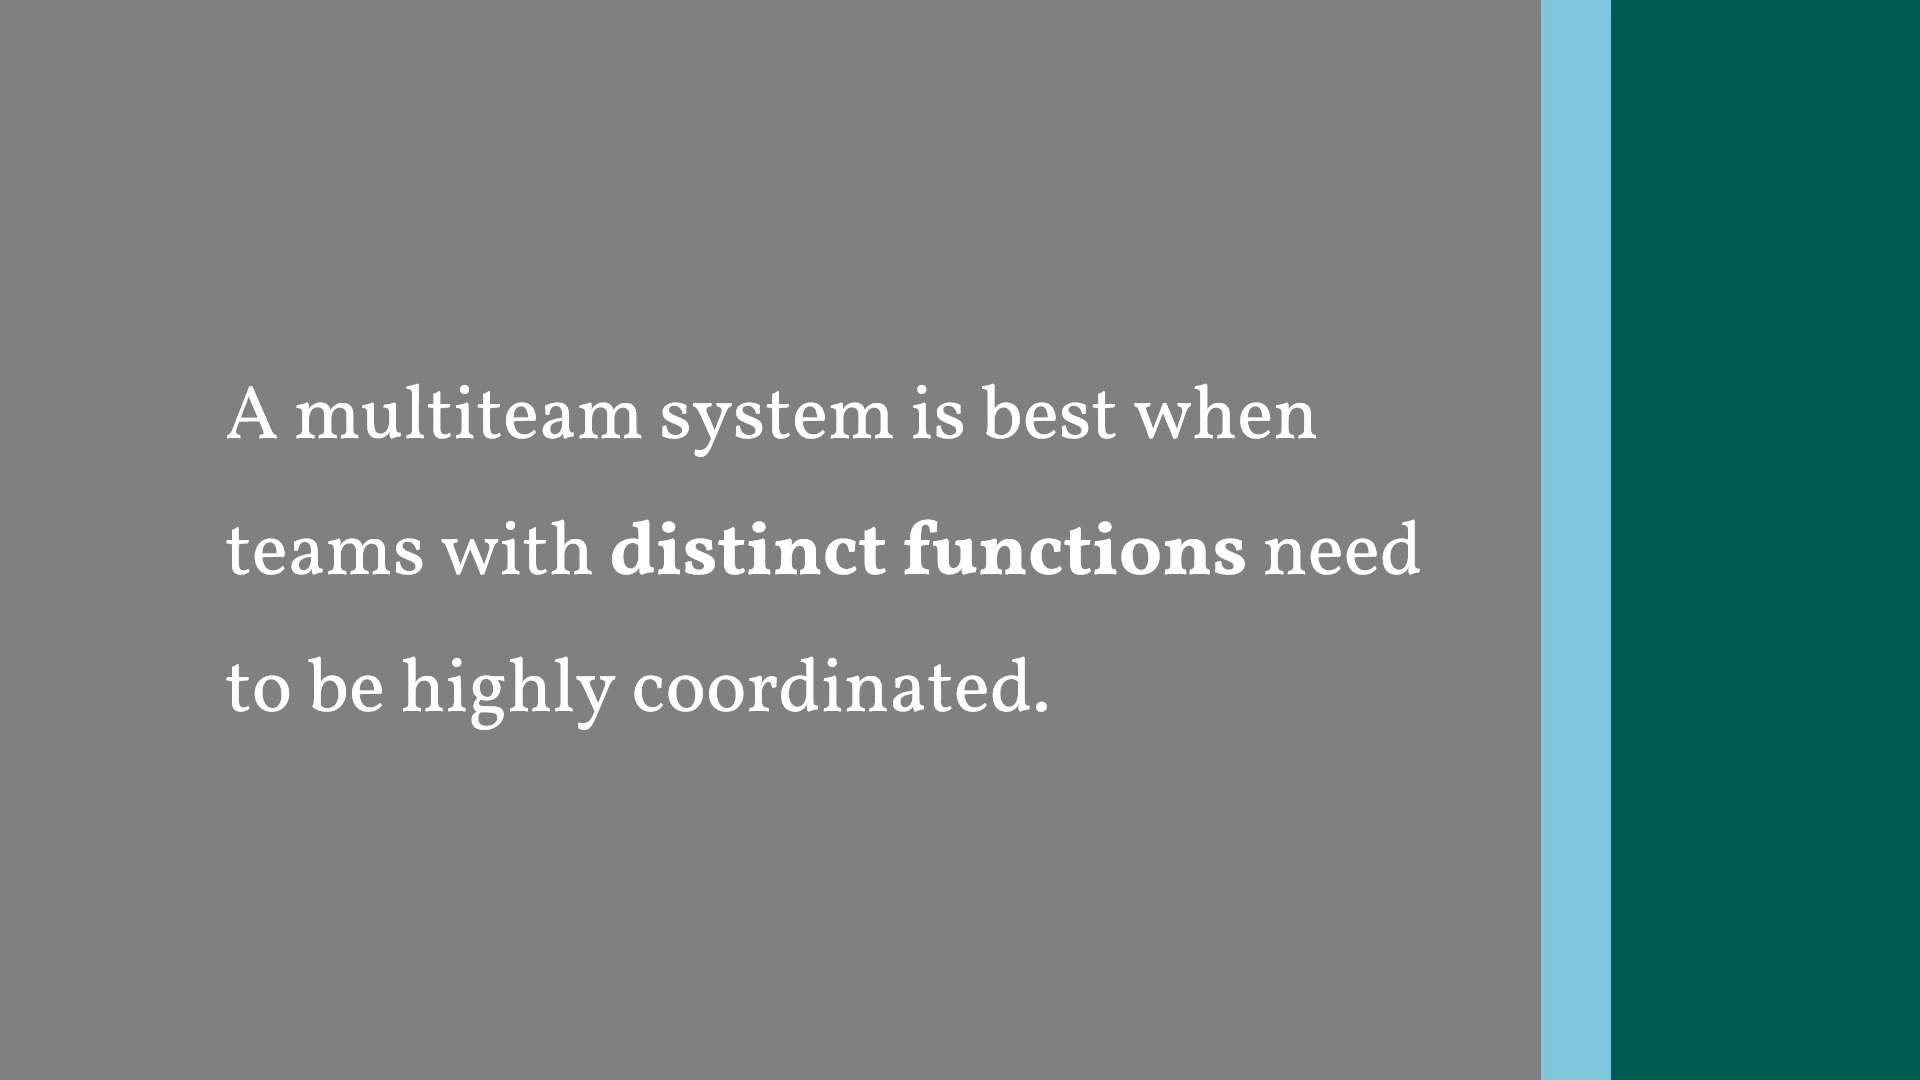 A multiteam system is best when
teams with distinct functions need
to be highly coordinated.